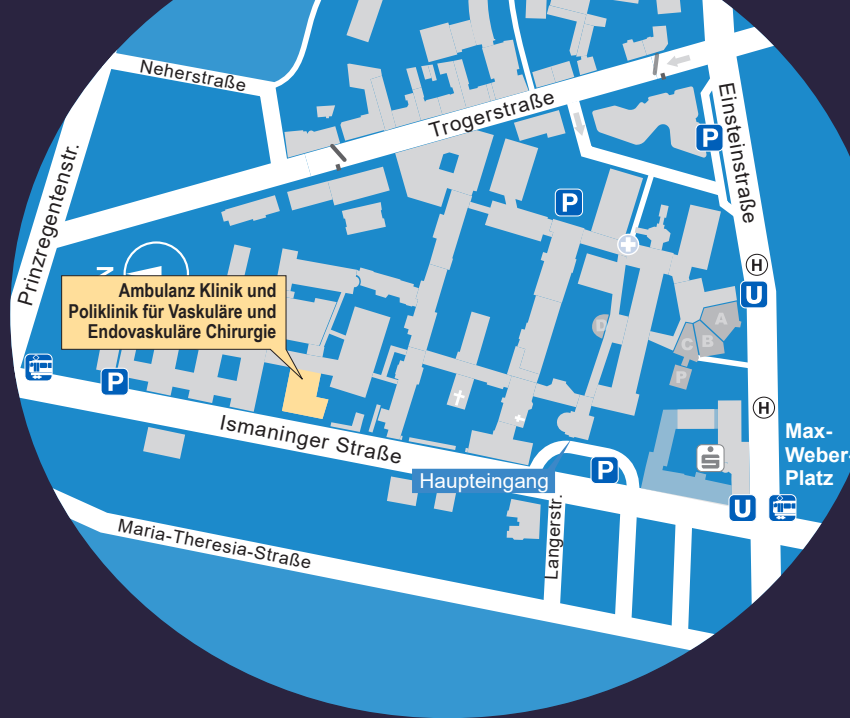 Neherstraße
Trogerstraße
Einsteinstraße
P
Prinzregentenstr.
P
N
H
U
Ambulanz Klinik und
Poliklinik für Vaskuläre und
Endovaskuläre Chirurgie
A
B
C
D
P
P
H
Ismaninger Straße
Max-
Weber-
Platz
Haupteingang
P
U
Langerstr.
Maria-Theresia-Straße